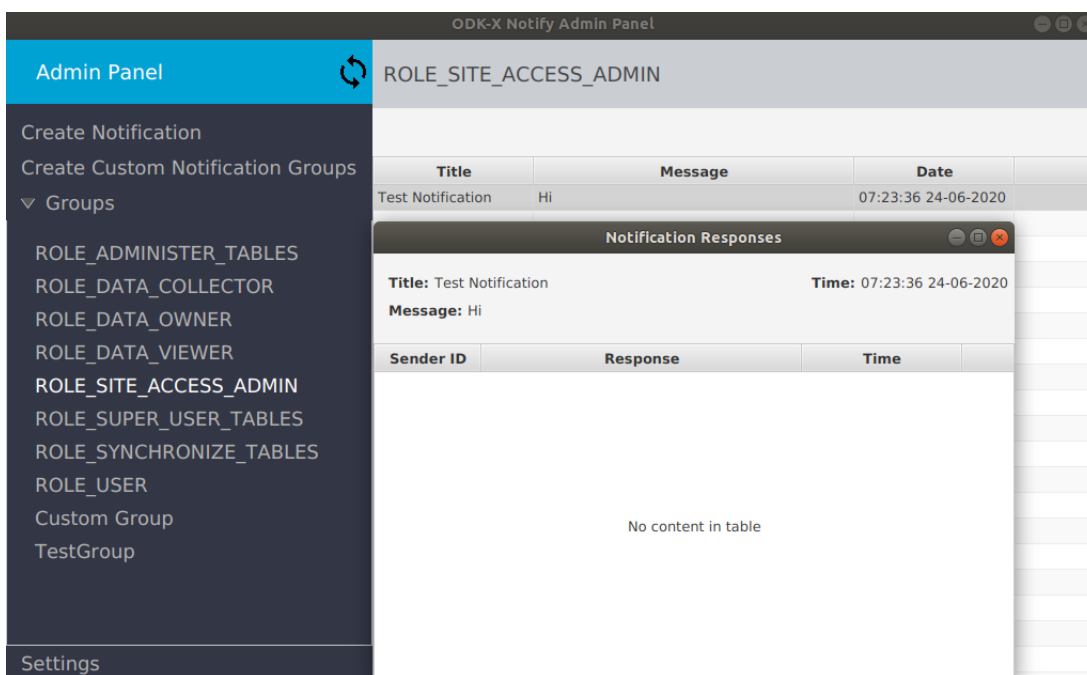 ODK-X Notify Admin Panel
Admin Panel
ROLE_SITE_ACCESS_ADMIN
Create Notification
Create Custom Notification Groups
Groups
ROLE_ADMINISTER_TABLES
ROLE_DATA_COLLECTOR
ROLE_DATA_OWNER
ROLE_DATA_VIEWER
ROLE_SITE_ACCESS_ADMIN
ROLE_SUPER_USER_TABLES
ROLE_SYNCHRONIZE_TABLES
ROLE_USER
Custom Group
TestGroup
Settings
Title Message Date
Test Notification Hi 07:23:36 24-06-2020
Notification Responses
Title: Test Notification Time: 07:23:36 24-06-2020
Message: Hi
Sender ID Response Time
No content in table